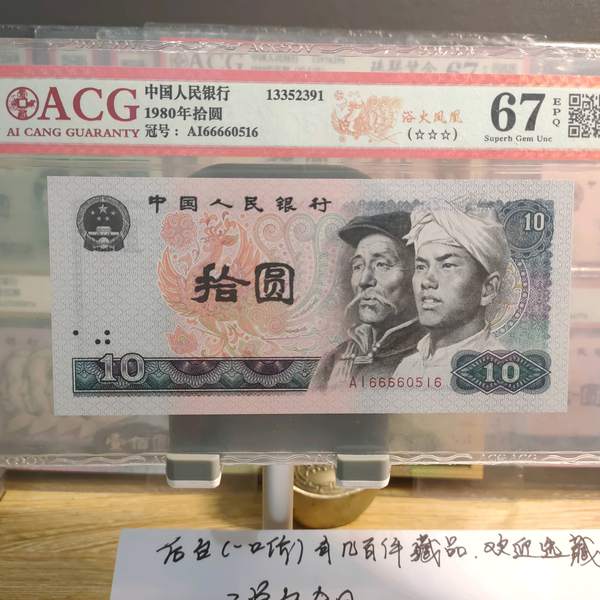 ACG
AI CANG GUARANTY
中国人民银行
1980年拾圆
冠号：AI66660516
13352391
浴火凤凰
(☆☆☆)
67
EPQ
Superb Gem Unc
中国人民银行
10
拾圆
10
AI66660516
10
后台(一口价)有几百件藏品.欢迎选藏